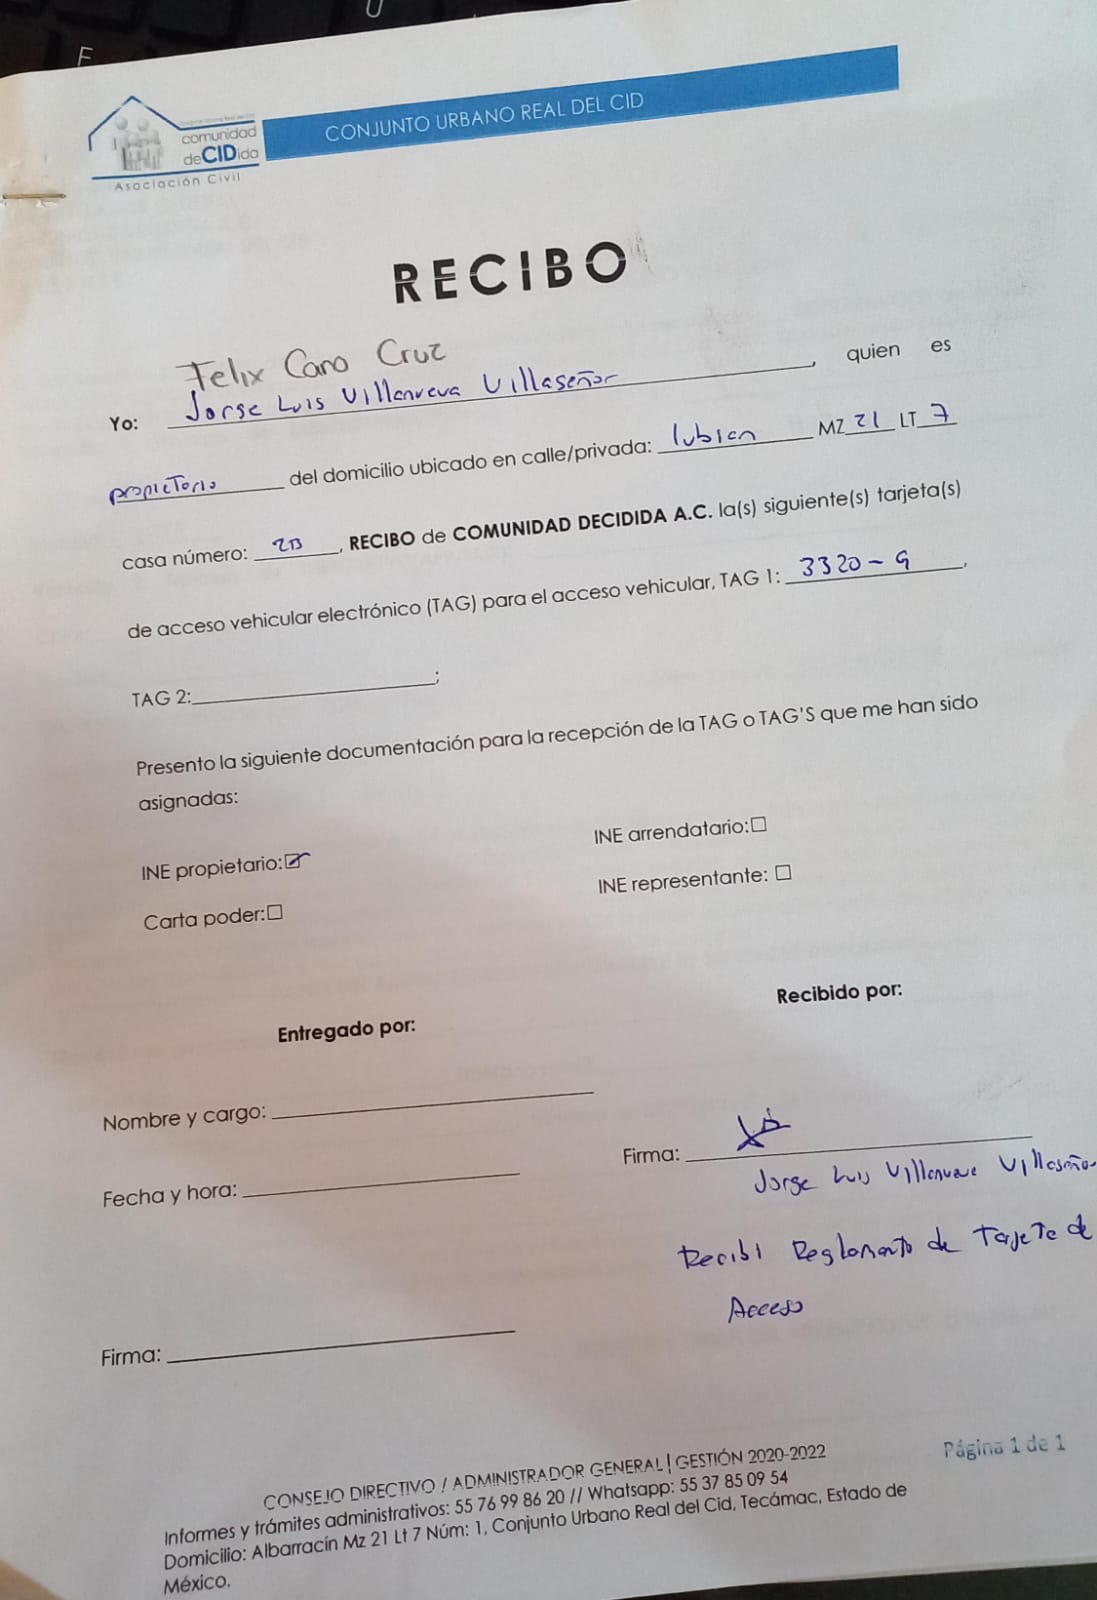 comunidad
deCIDida
Asociación Civil
CONJUNTO URBANO REAL DEL CID
RECIBO
Felix Cano Cruz
Yo: Jorge Luis Villanueva Villaseñor, quien es
propietario del domicilio ubicado en calle/privada: lubian MZ 21 LT 7
casa número: 2B, RECIBO de COMUNIDAD DECIDIDA A.C. la(s) siguiente(s) tarjeta(s)
de acceso vehicular electrónico (TAG) para el acceso vehicular, TAG 1: 3320-9,
TAG 2:;
Presento la siguiente documentación para la recepción de la TAG o TAG'S que me han sido
asignadas:
INE propietario:☑ INE arrendatario:☐
Carta poder:☐ INE representante: ☐
Entregado por: Recibido por:
Nombre y cargo:
Firma:
Fecha y hora: Jorge Luis Villanueva Villaseñor
Recibi Reglamento de Tarjeta de
Acceso
Firma:
CONSEJO DIRECTIVO / ADMINISTRADOR GENERAL | GESTIÓN 2020-2022
Página 1 de 1
Informes y trámites administrativos: 55 76 99 86 20 // Whatsapp: 55 37 85 09 54
Domicilio: Albarracín Mz 21 Lt 7 Núm: 1, Conjunto Urbano Real del Cid, Tecámac, Estado de
México.